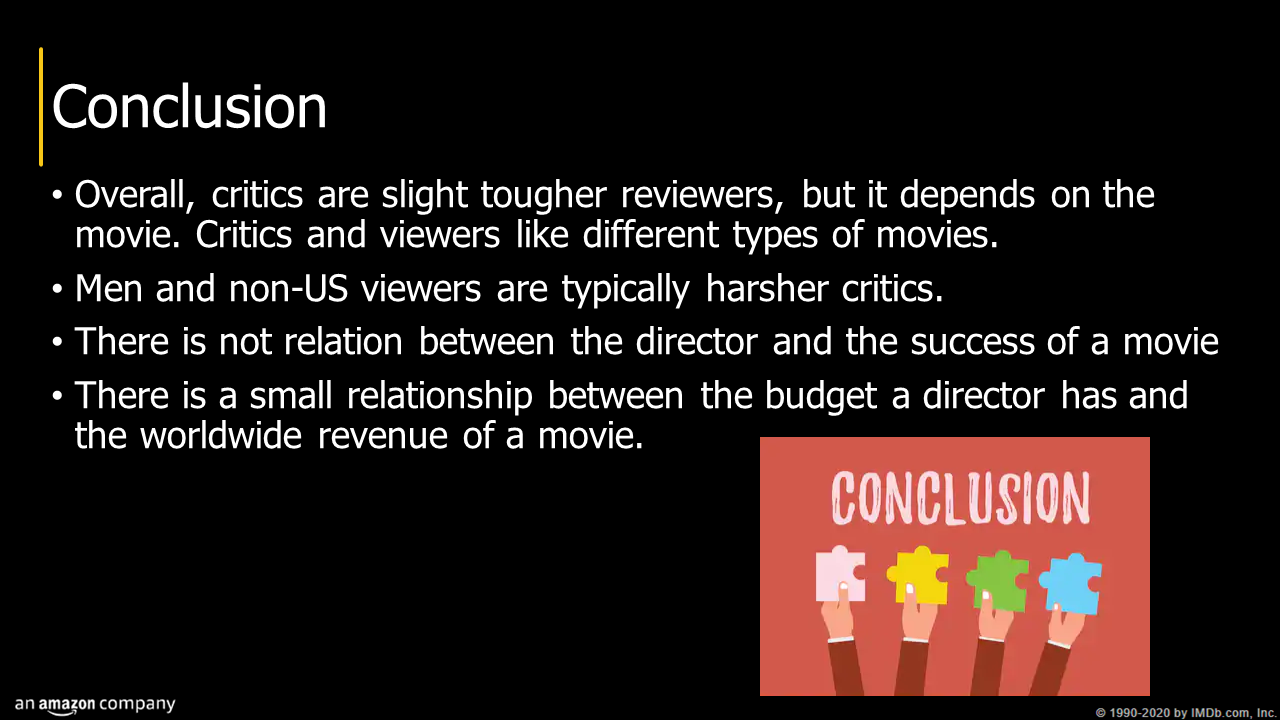 Conclusion
• Overall, critics are slight tougher reviewers, but it depends on the
movie. Critics and viewers like different types of movies.
• Men and non-US viewers are typically harsher critics.
• There is not relation between the director and the success of a movie
• There is a small relationship between the budget a director has and
the worldwide revenue of a movie.
CONCLUSION
an amazon company
© 1990-2020 by IMDb.com, Inc.